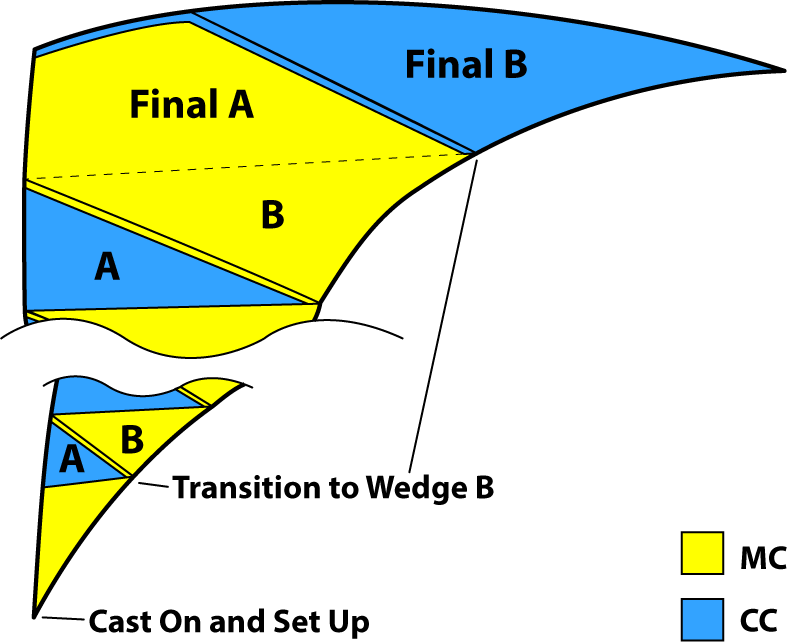 Final B
Final A
B
A
B
A
Transition to Wedge B
MC
Cast On and Set Up
CC